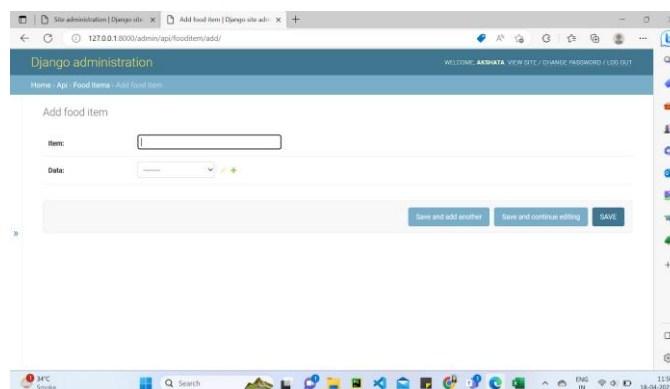 Site administration | Django site
Add food item | Django site adm
127.0.0.1:8000/admin/api/fooditem/add/
Django administration
WELCOME, AKSHATA. VIEW SITE / CHANGE PASSWORD / LOG OUT
Home › Api › Food items › Add food item
Add food item
Item:
Data:
Save and add another
Save and continue editing
SAVE
34°C
Smoke
Search
ENG
IN